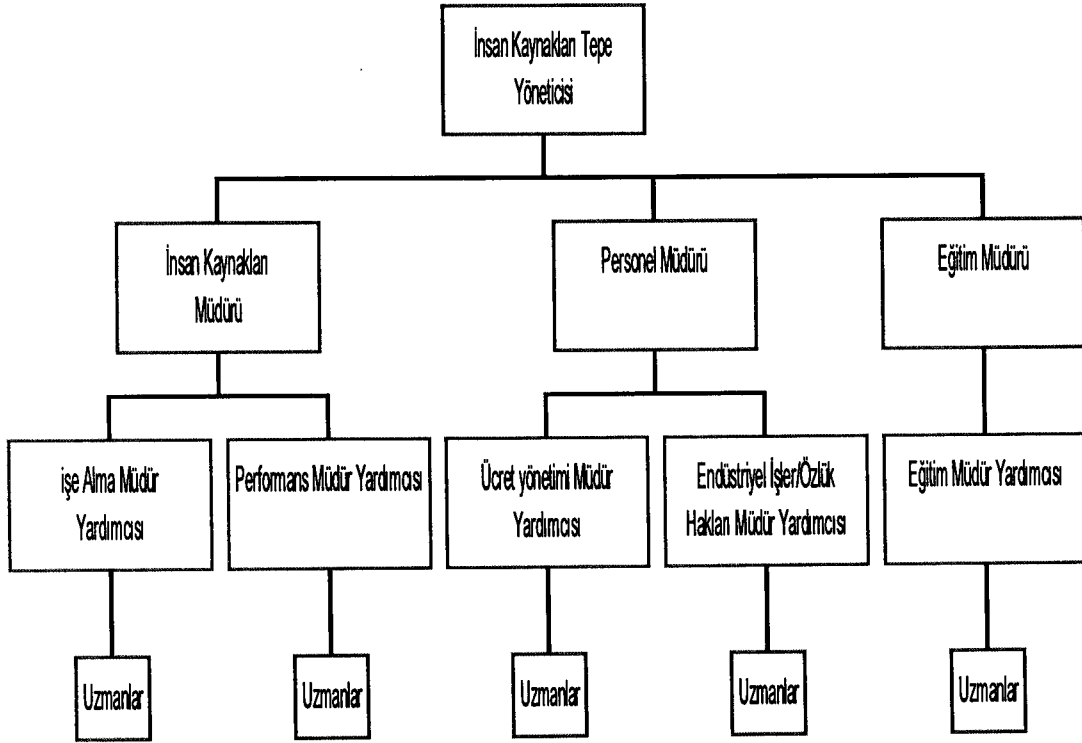 İnsan Kaynakları Tepe
Yöneticisi
İnsan Kaynakları
Müdürü
Personel Müdürü
Eğitim Müdürü
işe Alma Müdür
Yardımcısı
Performans Müdür Yardımcısı
Ücret yönetimi Müdür
Yardımcısı
Endüstriyel İşler/Özlük
Hakları Müdür Yardımcısı
Eğitim Müdür Yardımcısı
Uzmanlar
Uzmanlar
Uzmanlar
Uzmanlar
Uzmanlar